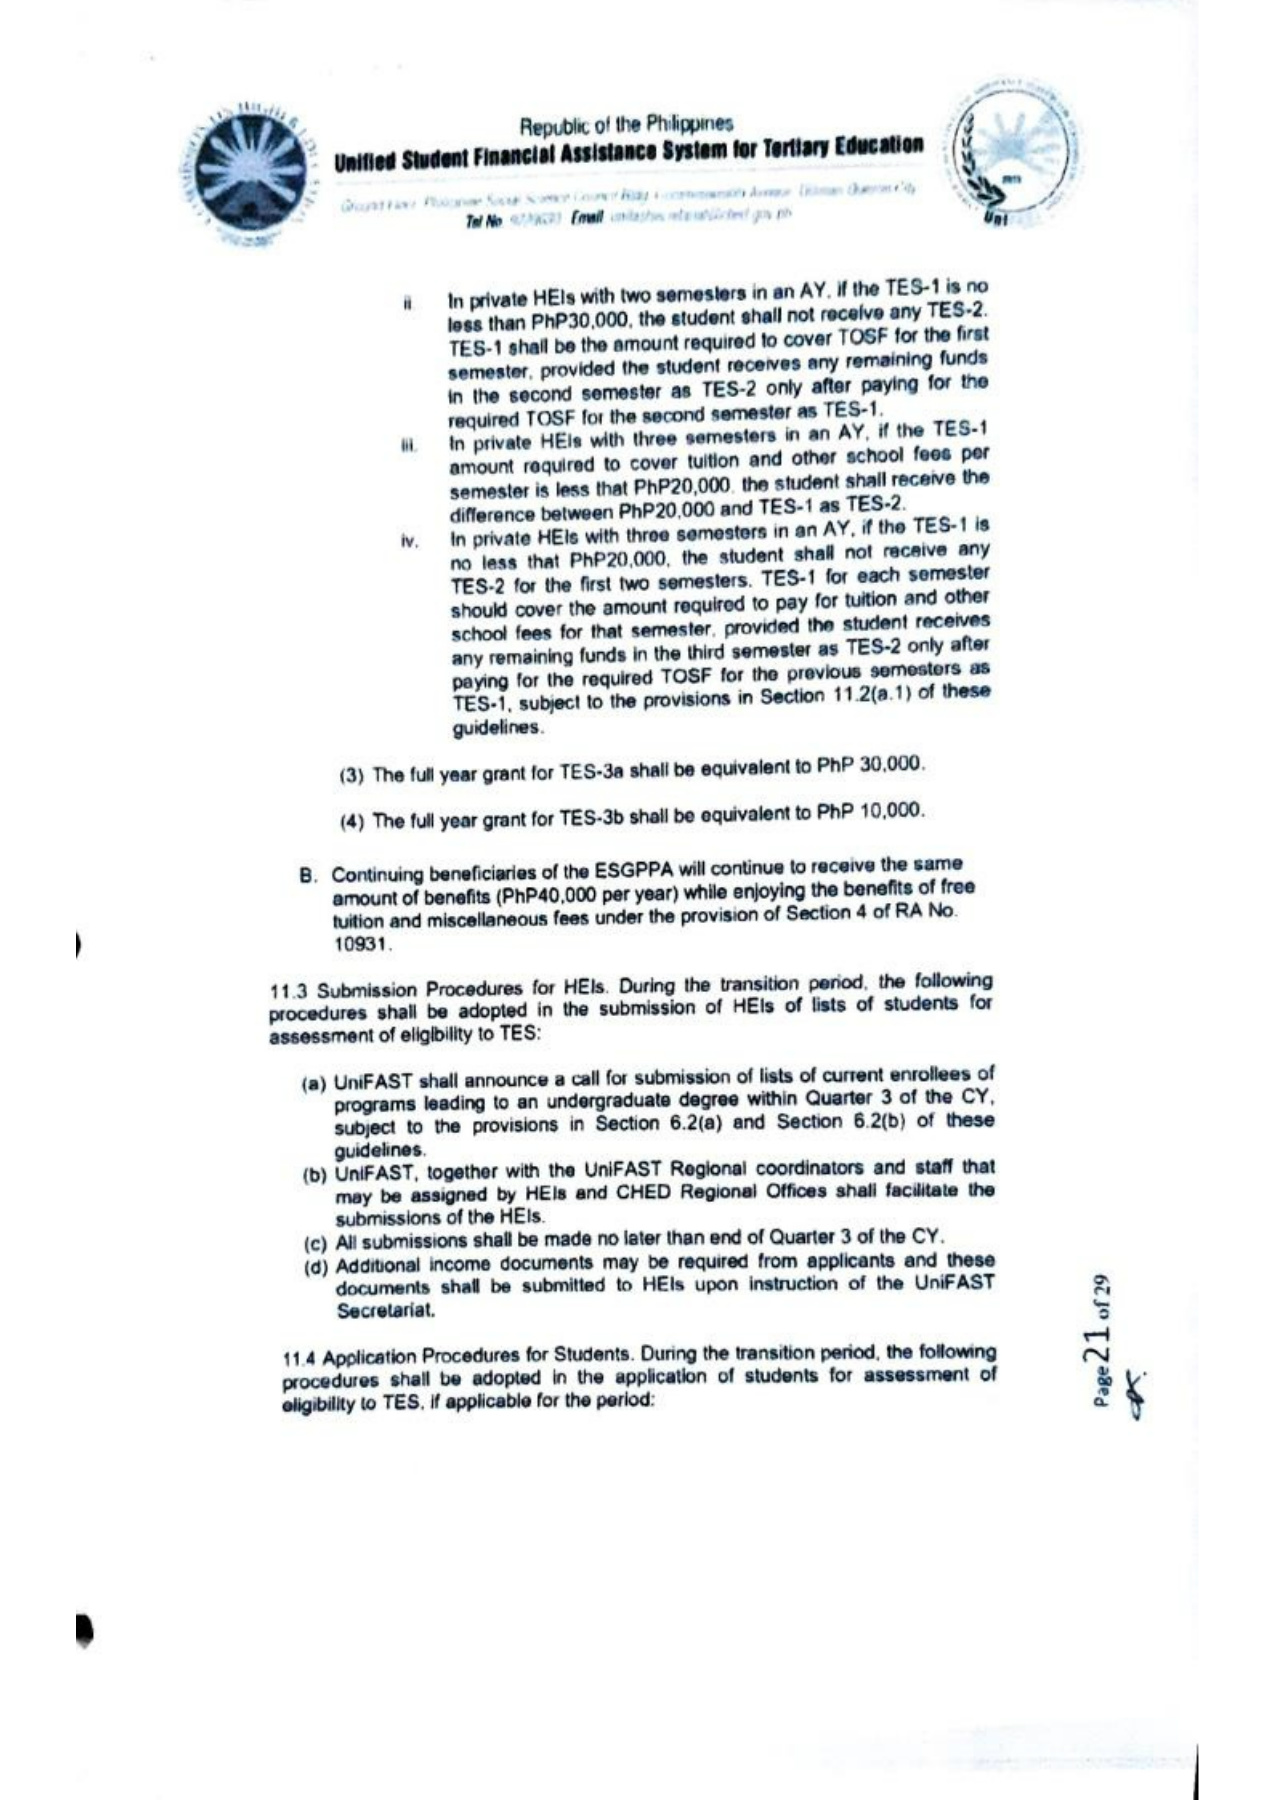 Republic of the Philippines
Unified Student Financial Assistance System for Tertiary Education
Tel No Email
Uni
ii. In private HEIs with two semesters in an AY, if the TES-1 is no
less than PhP30,000, the student shall not receive any TES-2.
TES-1 shall be the amount required to cover TOSF for the first
semester, provided the student receives any remaining funds
in the second semester as TES-2 only after paying for the
required TOSF for the second semester as TES-1.
iii. In private HEIs with three semesters in an AY, if the TES-1
amount required to cover tuition and other school fees per
semester is less that PhP20,000, the student shall receive the
difference between PhP20,000 and TES-1 as TES-2.
iv. In private HEIs with three semesters in an AY, if the TES-1 is
no less that PhP20,000, the student shall not receive any
TES-2 for the first two semesters. TES-1 for each semester
should cover the amount required to pay for tuition and other
school fees for that semester, provided the student receives
any remaining funds in the third semester as TES-2 only after
paying for the required TOSF for the previous semesters as
TES-1, subject to the provisions in Section 11.2(a.1) of these
guidelines.
(3) The full year grant for TES-3a shall be equivalent to PhP 30,000.
(4) The full year grant for TES-3b shall be equivalent to PhP 10,000.
B. Continuing beneficiaries of the ESGPPA will continue to receive the same
amount of benefits (PhP40,000 per year) while enjoying the benefits of free
tuition and miscellaneous fees under the provision of Section 4 of RA No.
10931.
11.3 Submission Procedures for HEIs. During the transition period, the following
procedures shall be adopted in the submission of HEIs of lists of students for
assessment of eligibility to TES:
(a) UniFAST shall announce a call for submission of lists of current enrollees of
programs leading to an undergraduate degree within Quarter 3 of the CY,
subject to the provisions in Section 6.2(a) and Section 6.2(b) of these
guidelines.
(b) UniFAST, together with the UniFAST Regional coordinators and staff that
may be assigned by HEIs and CHED Regional Offices shall facilitate the
submissions of the HEIs.
(c) All submissions shall be made no later than end of Quarter 3 of the CY.
(d) Additional income documents may be required from applicants and these
documents shall be submitted to HEIs upon instruction of the UniFAST
Secretariat.
11.4 Application Procedures for Students. During the transition period, the following
procedures shall be adopted in the application of students for assessment of
eligibility to TES, if applicable for the period:
Page 21 of 29